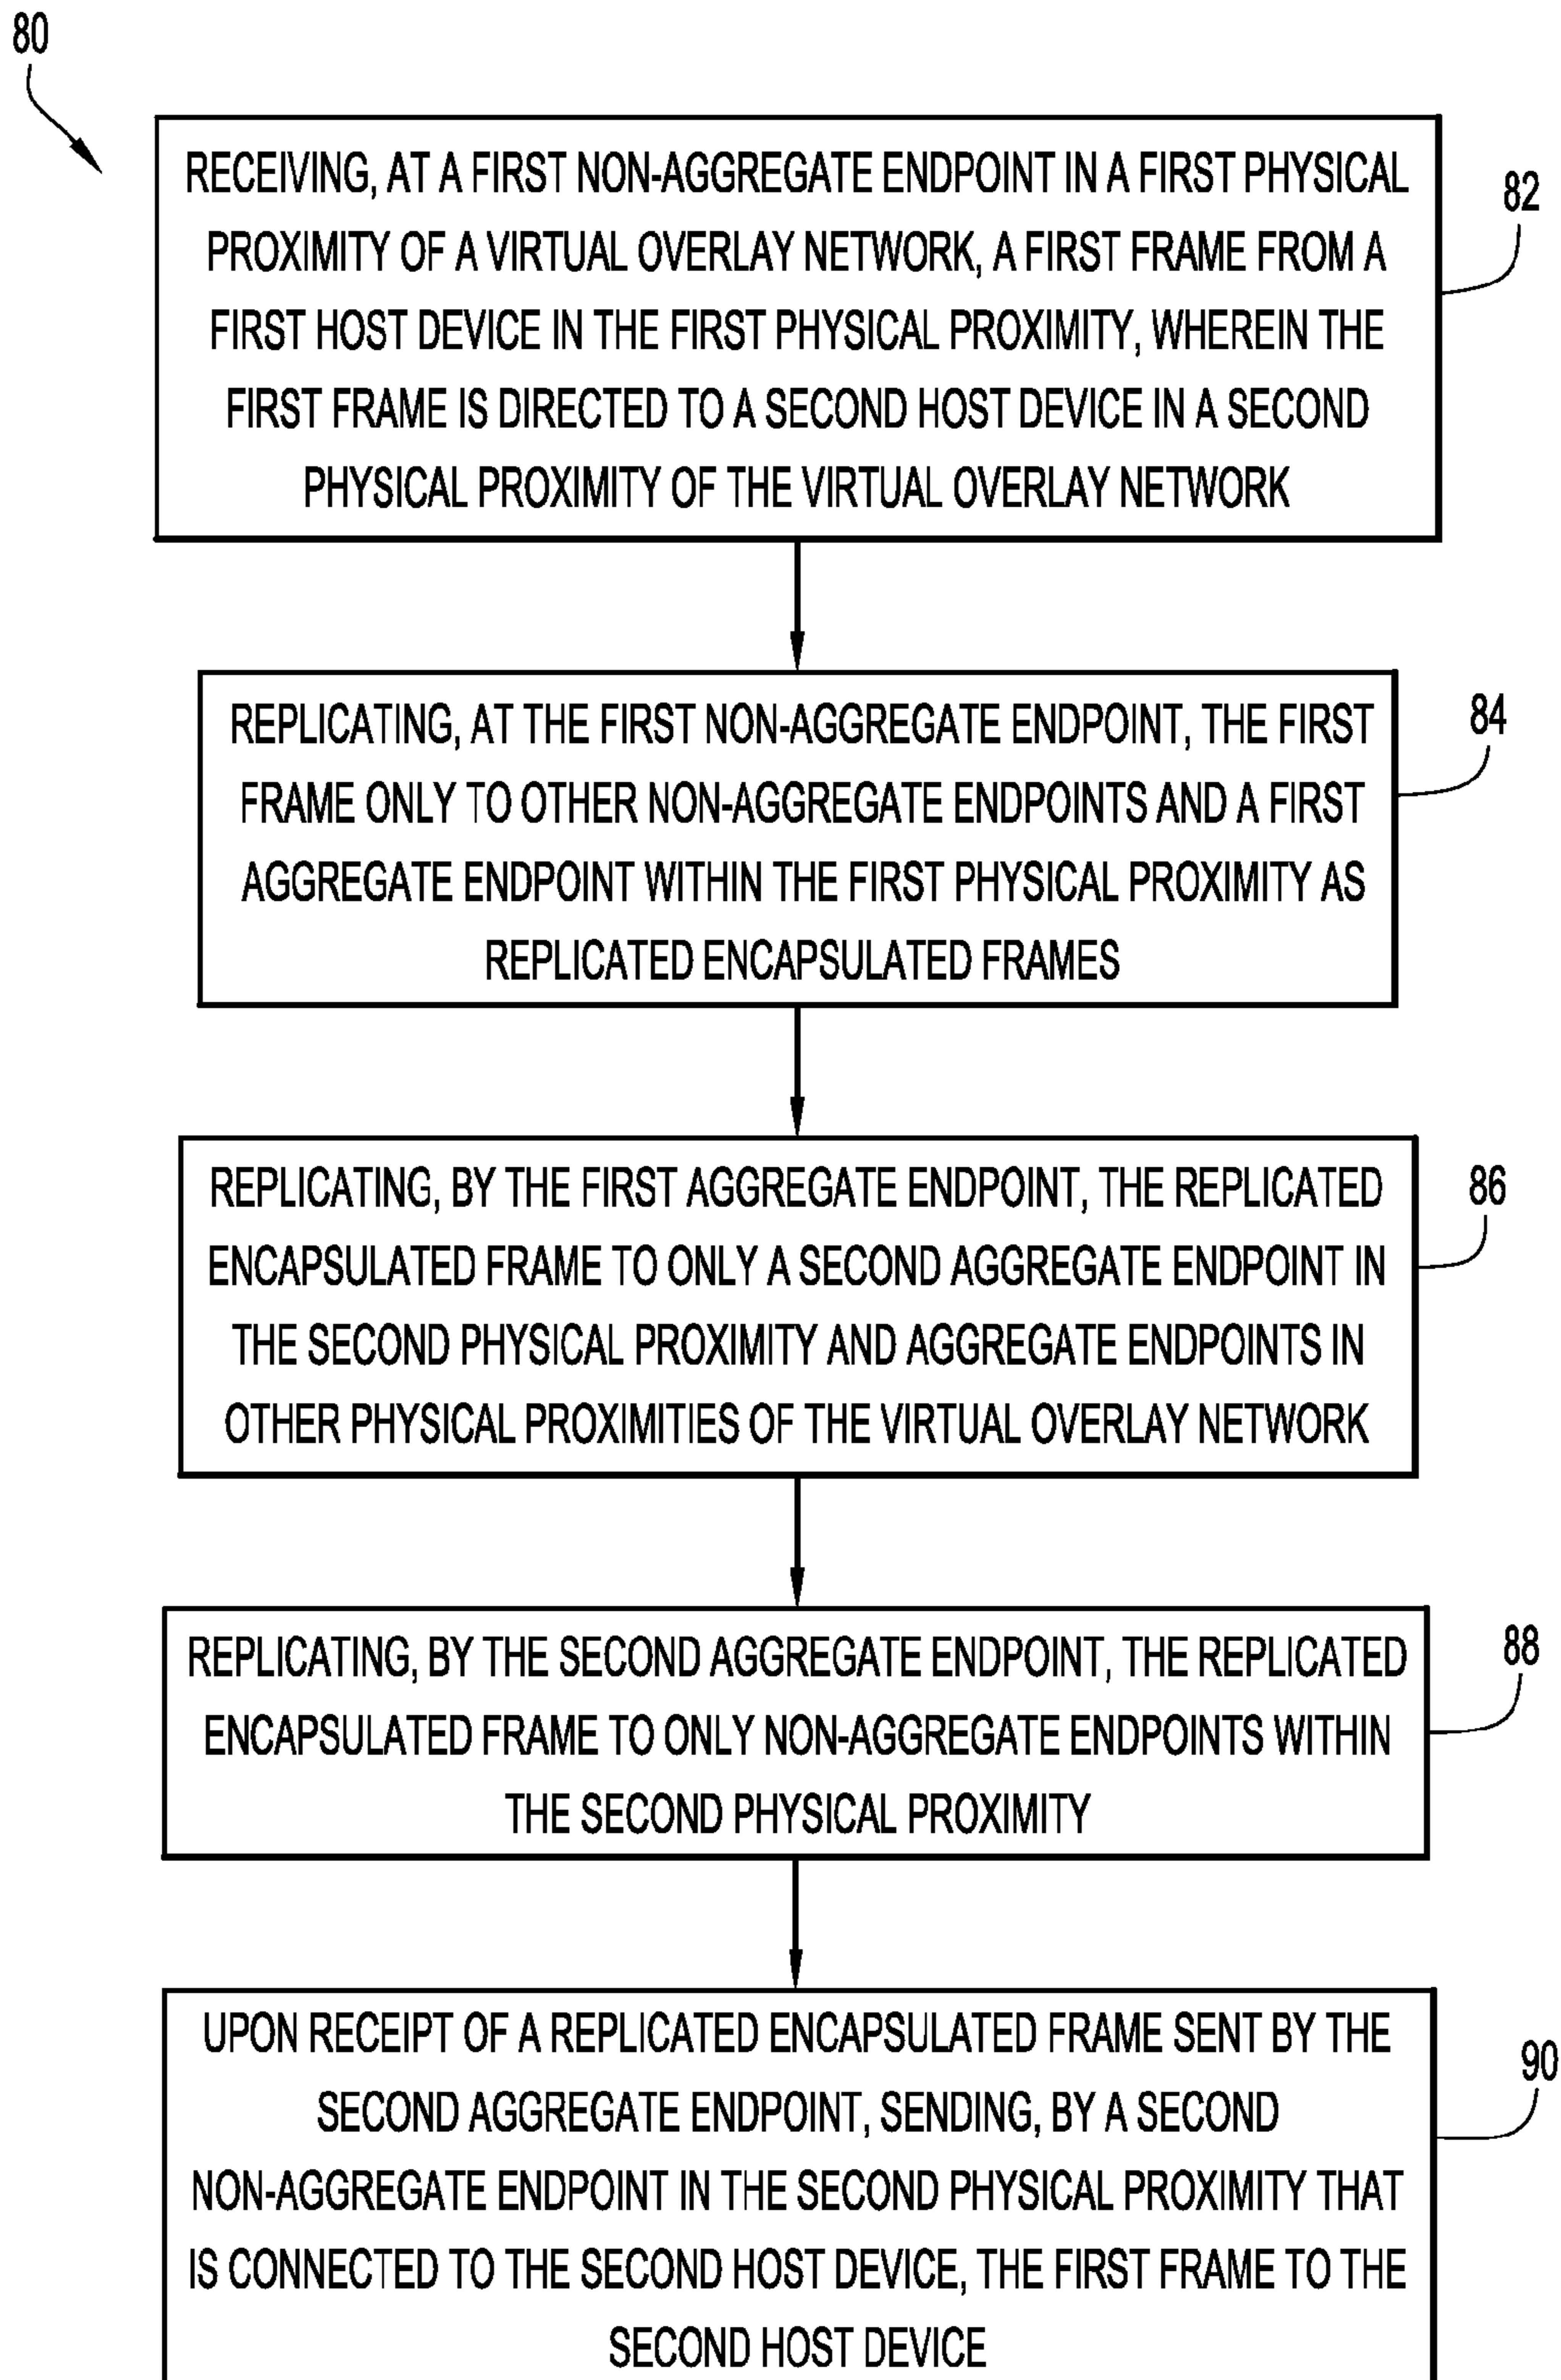 80
RECEIVING, AT A FIRST NON-AGGREGATE ENDPOINT IN A FIRST PHYSICAL
PROXIMITY OF A VIRTUAL OVERLAY NETWORK, A FIRST FRAME FROM A
FIRST HOST DEVICE IN THE FIRST PHYSICAL PROXIMITY, WHEREIN THE
FIRST FRAME IS DIRECTED TO A SECOND HOST DEVICE IN A SECOND
PHYSICAL PROXIMITY OF THE VIRTUAL OVERLAY NETWORK
82
REPLICATING, AT THE FIRST NON-AGGREGATE ENDPOINT, THE FIRST
FRAME ONLY TO OTHER NON-AGGREGATE ENDPOINTS AND A FIRST
AGGREGATE ENDPOINT WITHIN THE FIRST PHYSICAL PROXIMITY AS
REPLICATED ENCAPSULATED FRAMES
84
REPLICATING, BY THE FIRST AGGREGATE ENDPOINT, THE REPLICATED
ENCAPSULATED FRAME TO ONLY A SECOND AGGREGATE ENDPOINT IN
THE SECOND PHYSICAL PROXIMITY AND AGGREGATE ENDPOINTS IN
OTHER PHYSICAL PROXIMITIES OF THE VIRTUAL OVERLAY NETWORK
86
REPLICATING, BY THE SECOND AGGREGATE ENDPOINT, THE REPLICATED
ENCAPSULATED FRAME TO ONLY NON-AGGREGATE ENDPOINTS WITHIN
THE SECOND PHYSICAL PROXIMITY
88
UPON RECEIPT OF A REPLICATED ENCAPSULATED FRAME SENT BY THE
SECOND AGGREGATE ENDPOINT, SENDING, BY A SECOND
NON-AGGREGATE ENDPOINT IN THE SECOND PHYSICAL PROXIMITY THAT
IS CONNECTED TO THE SECOND HOST DEVICE, THE FIRST FRAME TO THE
SECOND HOST DEVICE
90